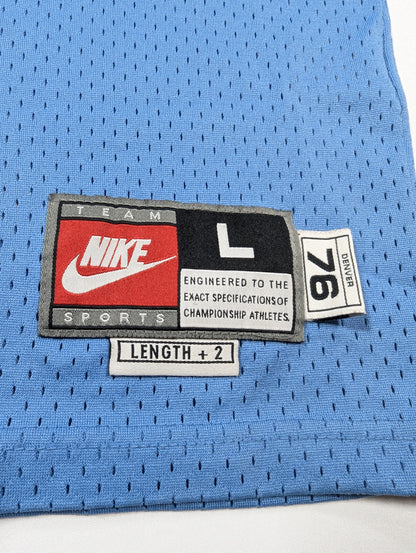 TEAM
NIKE
SPORTS
L
ENGINEERED TO THE
EXACT SPECIFICATIONS OF
CHAMPIONSHIP ATHLETES.
LENGTH + 2
76
DENVER